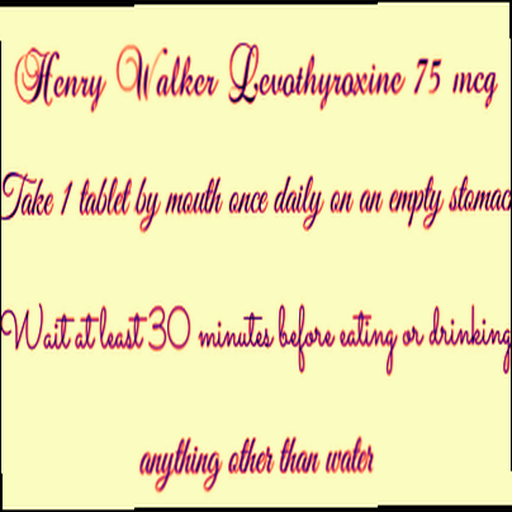 Henry Walker Levothyroxine 75 mcg
Take 1 tablet by mouth once daily on an empty stomac
Wait at least 30 minutes before eating or drinking
anything other than water